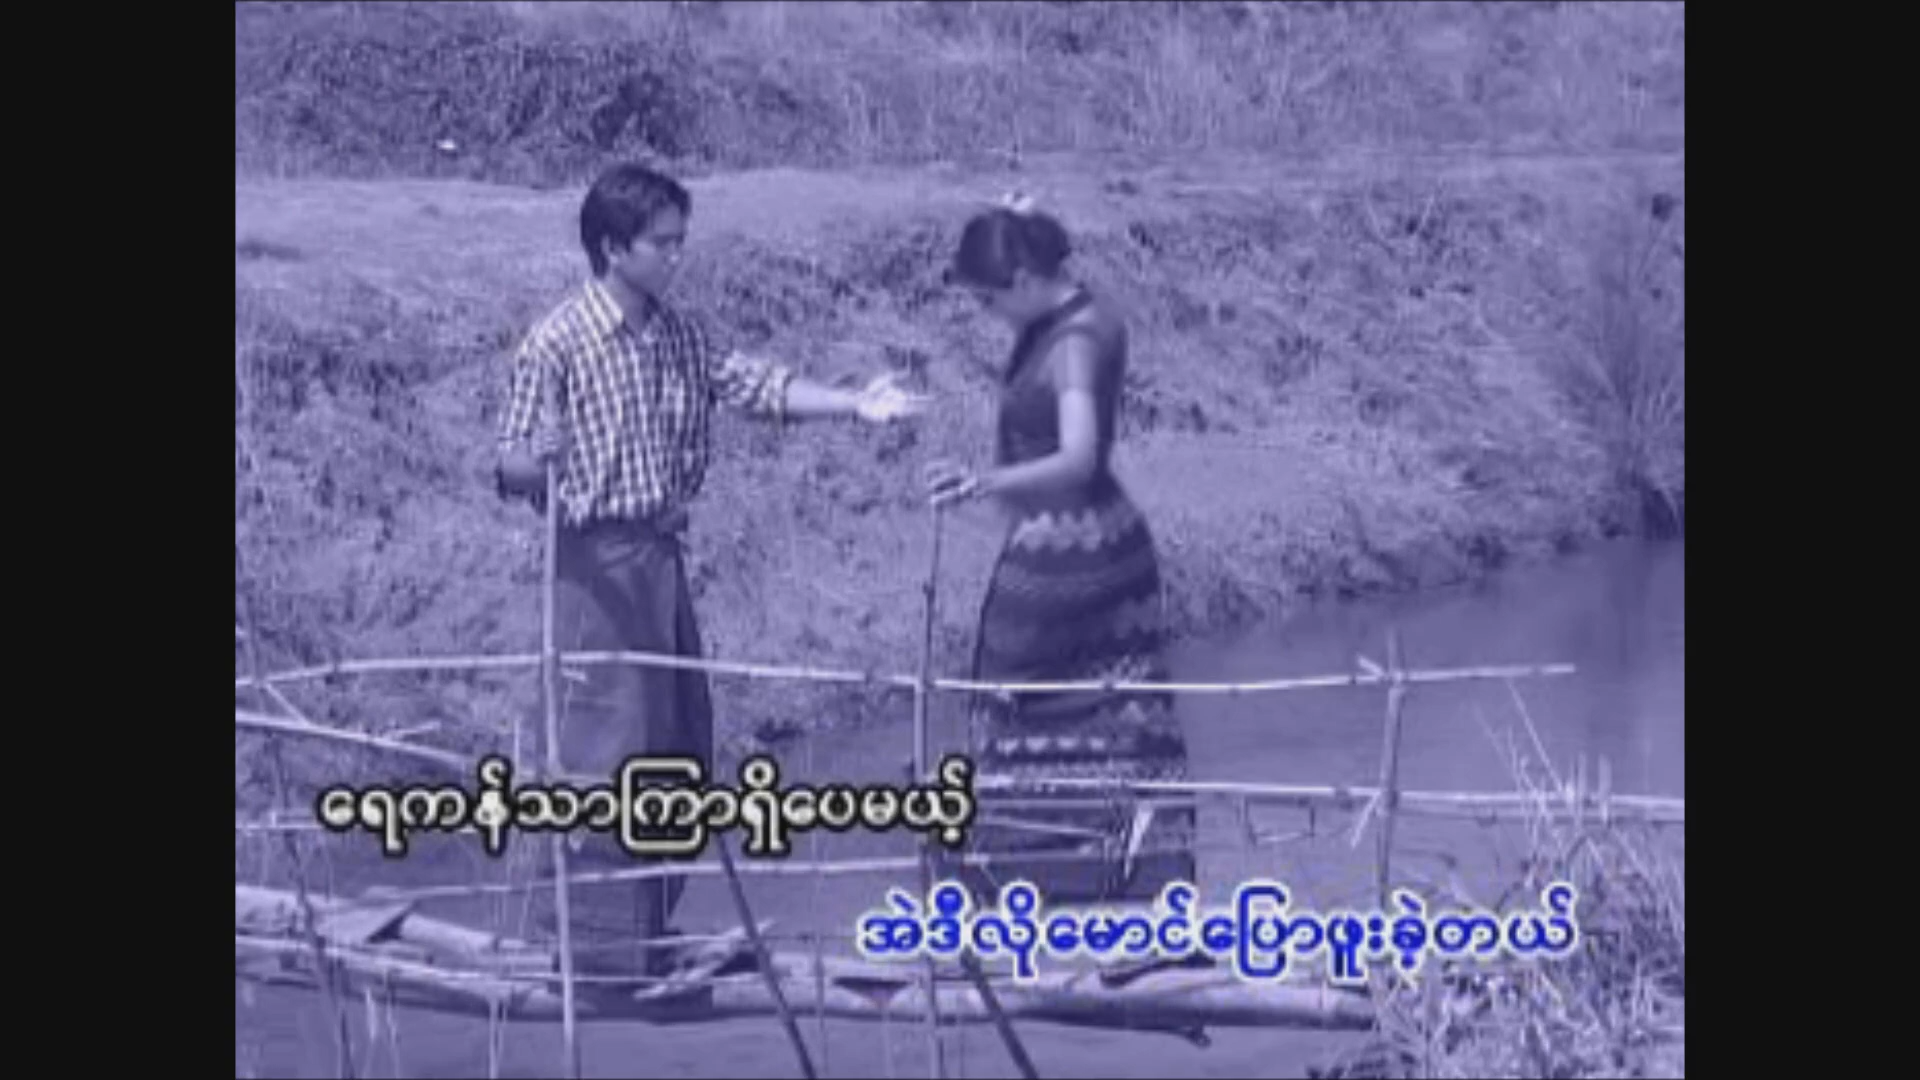 ရေကန်သာကြာရှိပေမယ့်
အဲဒီလိုမောင်ပြောဖူးခဲ့တယ်